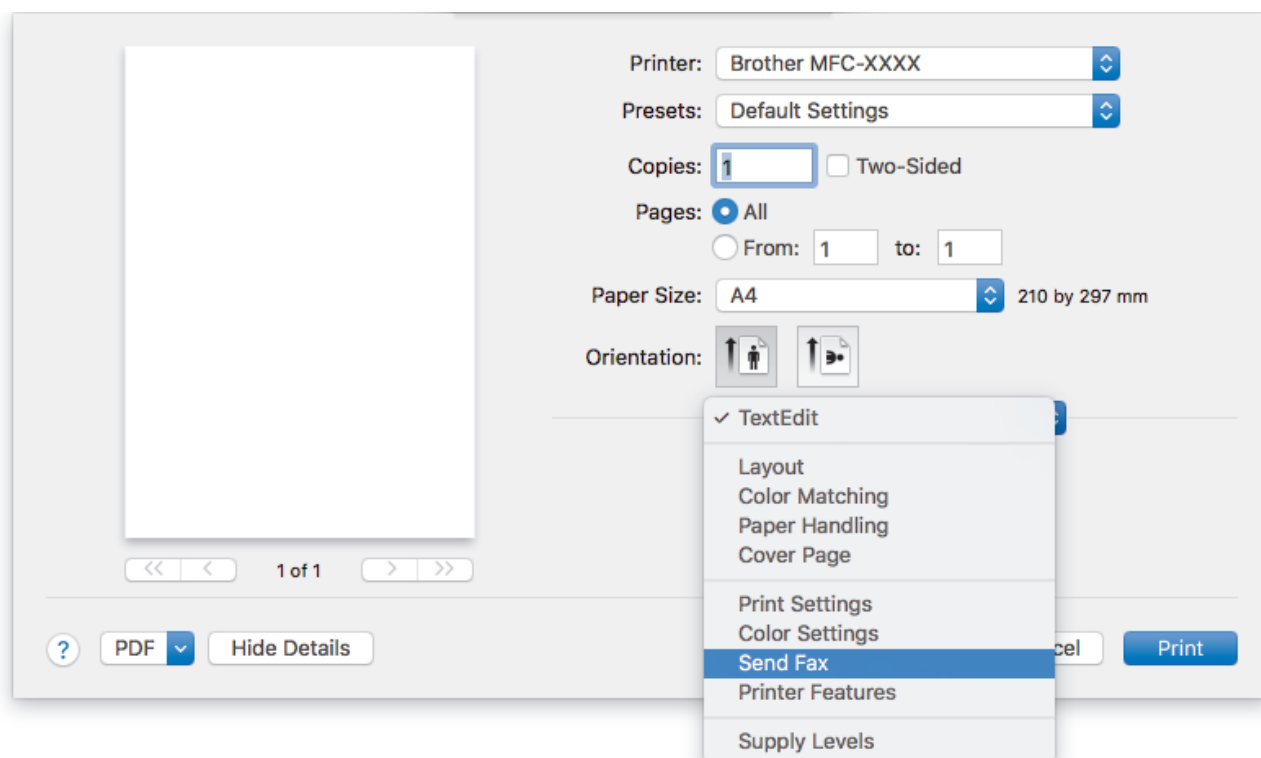 Printer: Brother MFC-XXXX
Presets: Default Settings
Copies: 1 Two-Sided
Pages: All
From: 1 to: 1
Paper Size: A4 210 by 297 mm
Orientation:
✓ TextEdit
Layout
Color Matching
Paper Handling
Cover Page
<< < 1 of 1 > >>
Print Settings
Color Settings
? PDF Hide Details cel Print
Send Fax
Printer Features
Supply Levels